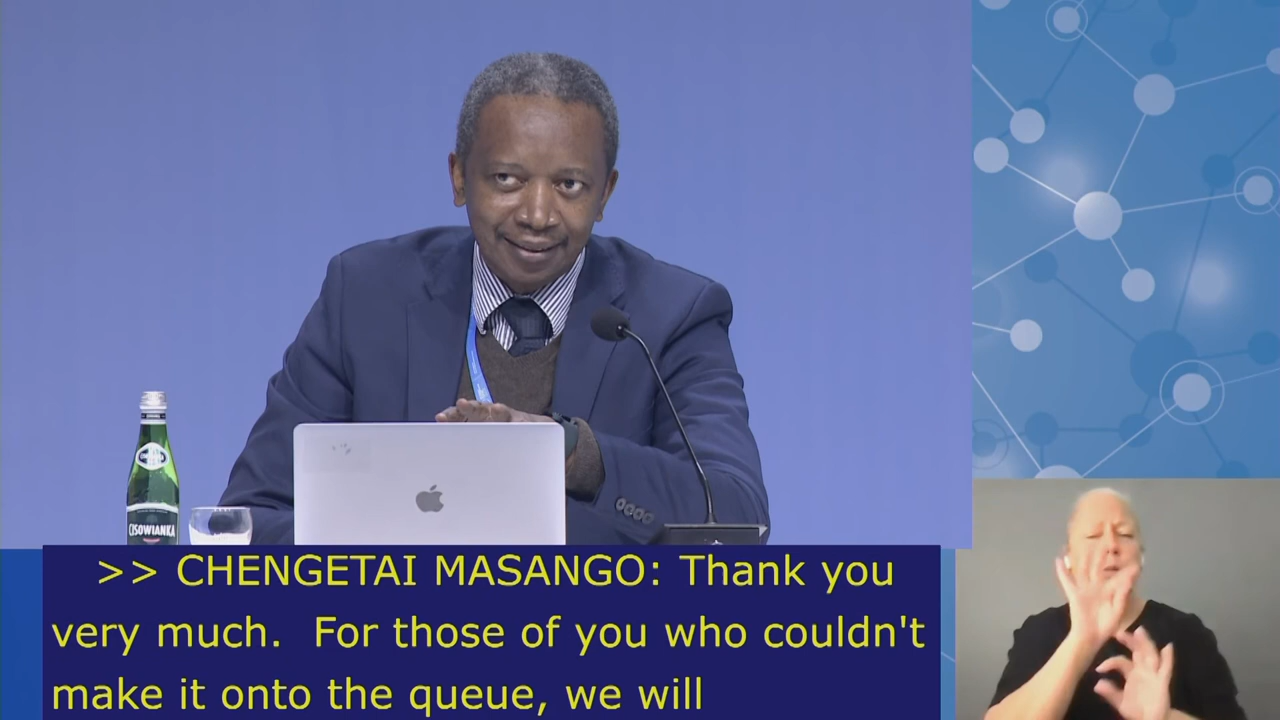 CISOWIANKA
>> CHENGETAI MASANGO: Thank you
very much.  For those of you who couldn't
make it onto the queue, we will